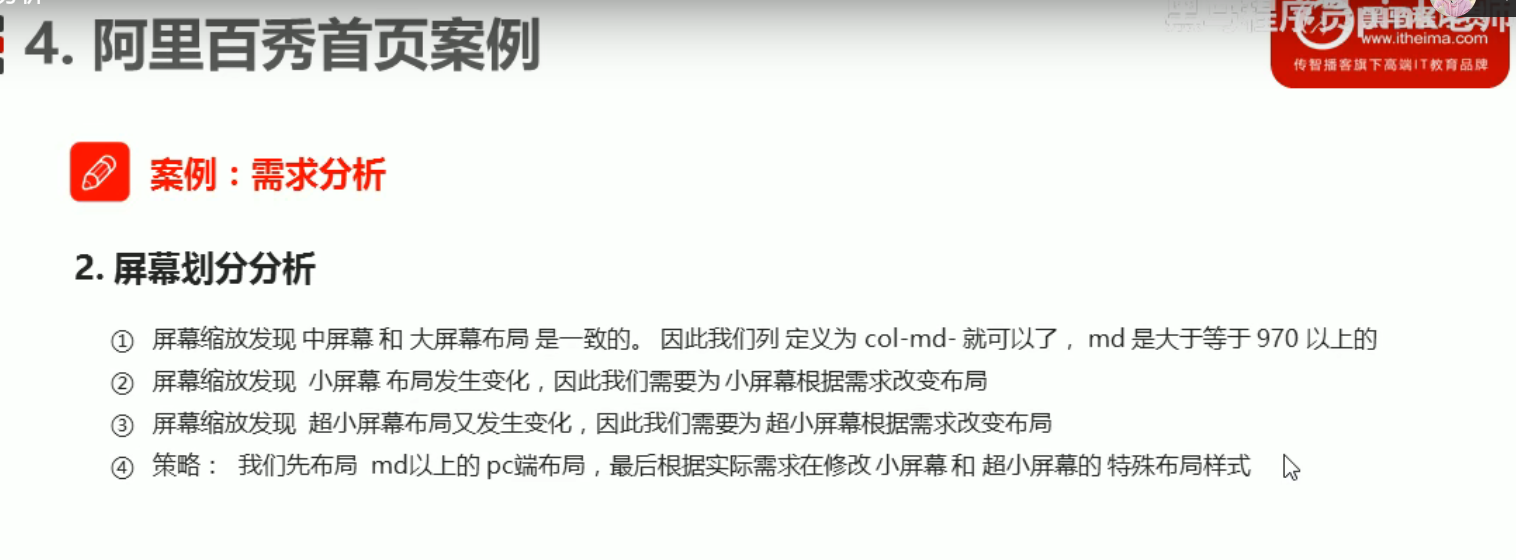 4. 阿里百秀首页案例
www.itheima.com
传智播客旗下高端IT教育品牌
案例：需求分析
2. 屏幕划分分析
① 屏幕缩放发现 中屏幕 和 大屏幕布局 是一致的。 因此我们列 定义为 col-md- 就可以了， md 是大于等于 970 以上的
② 屏幕缩放发现 小屏幕 布局发生变化，因此我们需要为 小屏幕根据需求改变布局
③ 屏幕缩放发现 超小屏幕布局又发生变化，因此我们需要为 超小屏幕根据需求改变布局
④ 策略： 我们先布局 md以上的 pc端布局，最后根据实际需求在修改 小屏幕 和 超小屏幕的 特殊布局样式